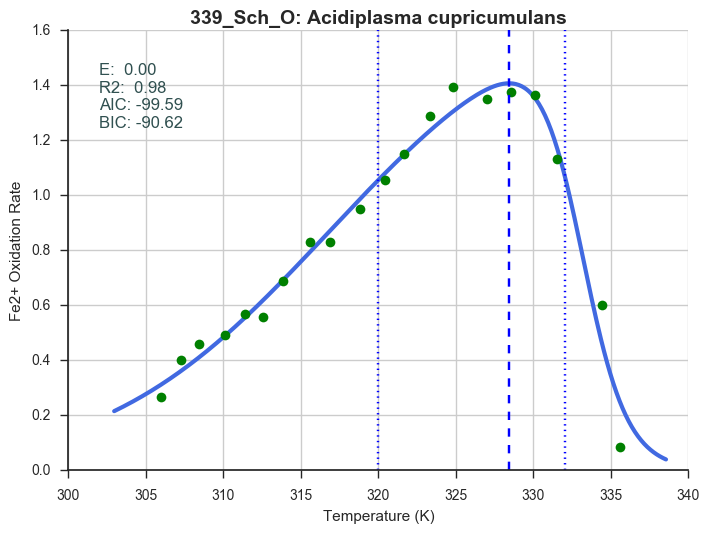 339_Sch_O: Acidiplasma cupricumulans
E: 0.00
R2: 0.98
AIC: -99.59
BIC: -90.62
1.6
1.4
1.2
1.0
0.8
0.6
0.4
0.2
0.0
Fe2+ Oxidation Rate
300 305 310 315 320 325 330 335 340
Temperature (K)